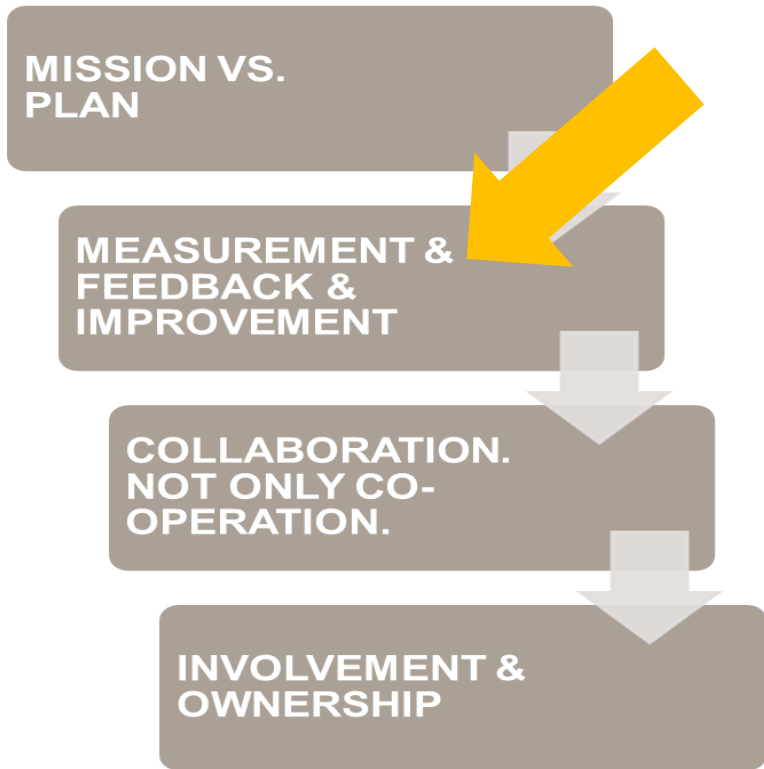 MISSION VS.
PLAN
MEASUREMENT &
FEEDBACK &
IMPROVEMENT
COLLABORATION.
NOT ONLY CO-
OPERATION.
INVOLVEMENT &
OWNERSHIP